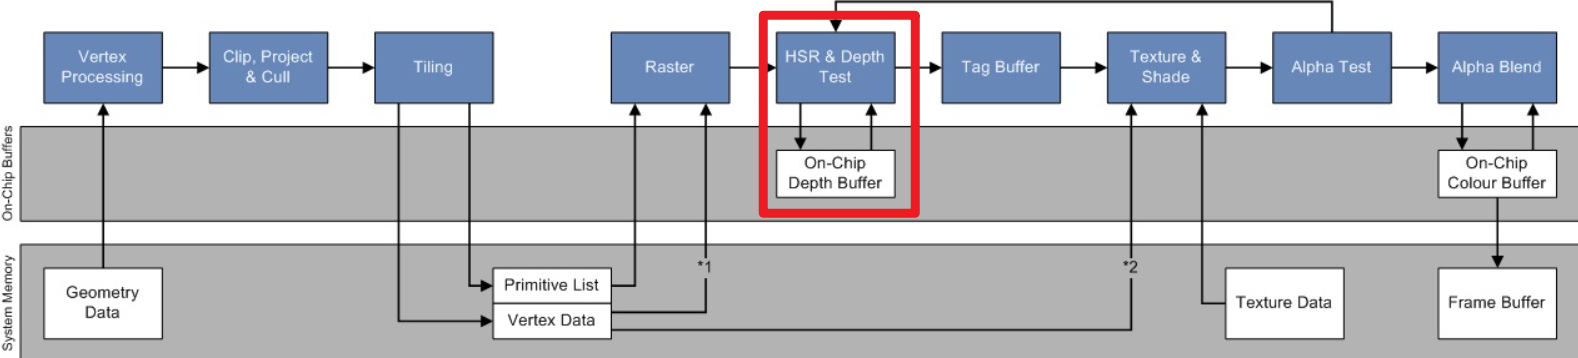 Vertex
Processing
Clip, Project
& Cull
Tiling
Raster
HSR & Depth
Test
Tag Buffer
Texture &
Shade
Alpha Test
Alpha Blend
On-Chip Buffers
On-Chip
Depth Buffer
On-Chip
Colour Buffer
System Memory
Geometry
Data
Primitive List
Vertex Data
*1
*2
Texture Data
Frame Buffer